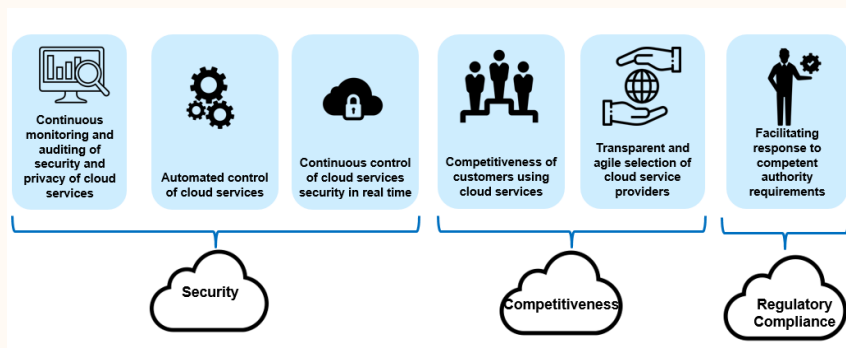 Continuous
monitoring and
auditing of
security and
privacy of cloud
services
Automated control
of cloud services
Continuous control
of cloud services
security in real time
Competitiveness of
customers using
cloud services
Transparent and
agile selection of
cloud service
providers
Facilitating
response to
competent
authority
requirements
Security
Competitiveness
Regulatory
Compliance